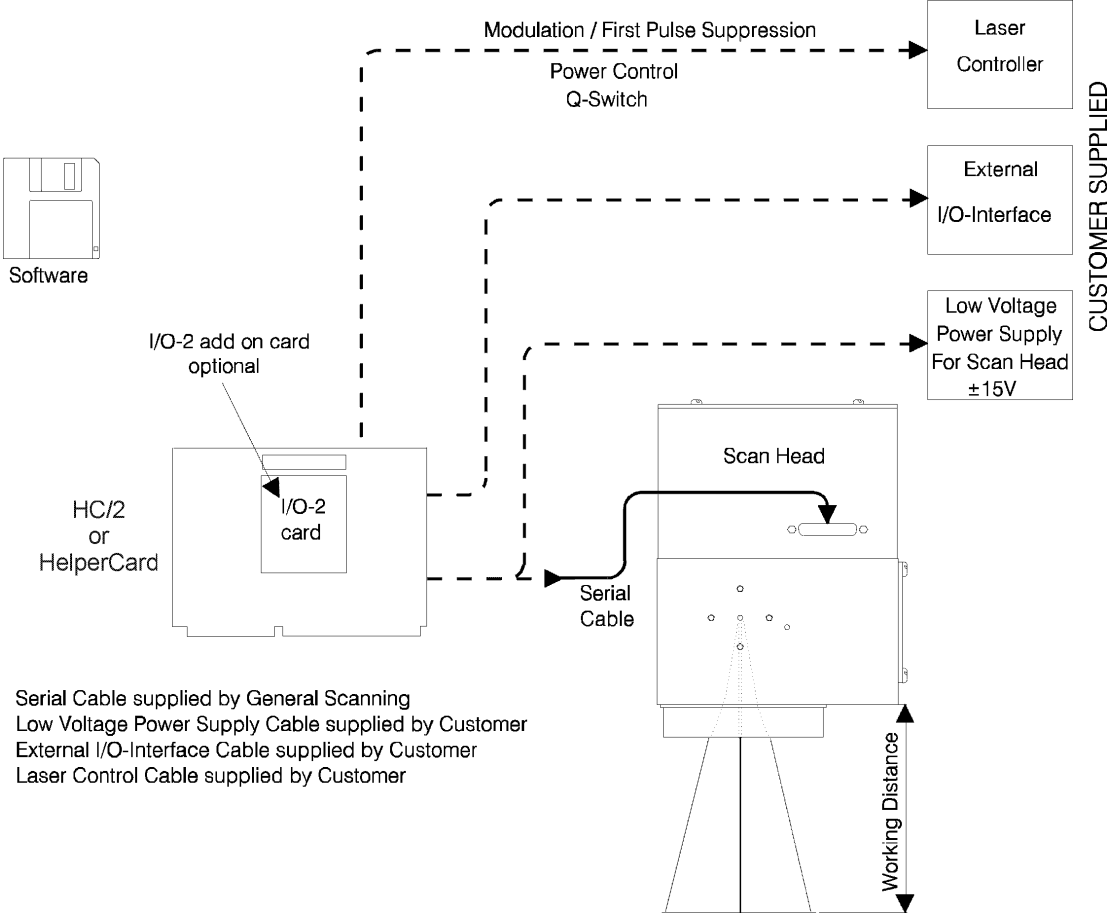 Modulation / First Pulse Suppression
Power Control
Q-Switch
Laser
Controller
External
I/O-Interface
Low Voltage
Power Supply
For Scan Head
±15V
CUSTOMER SUPPLIED
Software
I/O-2 add on card
optional
HC/2
or
HelperCard
I/O-2
card
Scan Head
Serial
Cable
Working Distance
Serial Cable supplied by General Scanning
Low Voltage Power Supply Cable supplied by Customer
External I/O-Interface Cable supplied by Customer
Laser Control Cable supplied by Customer